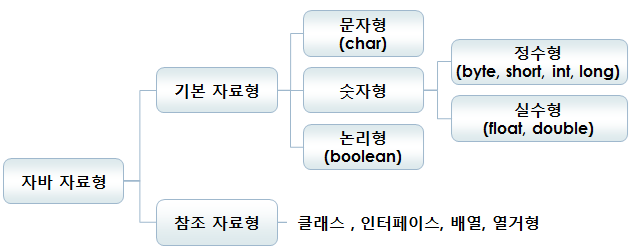 문자형
(char)
정수형
(byte, short, int, long)
기본 자료형
숫자형
실수형
(float, double)
논리형
(boolean)
자바 자료형
참조 자료형
클래스 , 인터페이스, 배열, 열거형